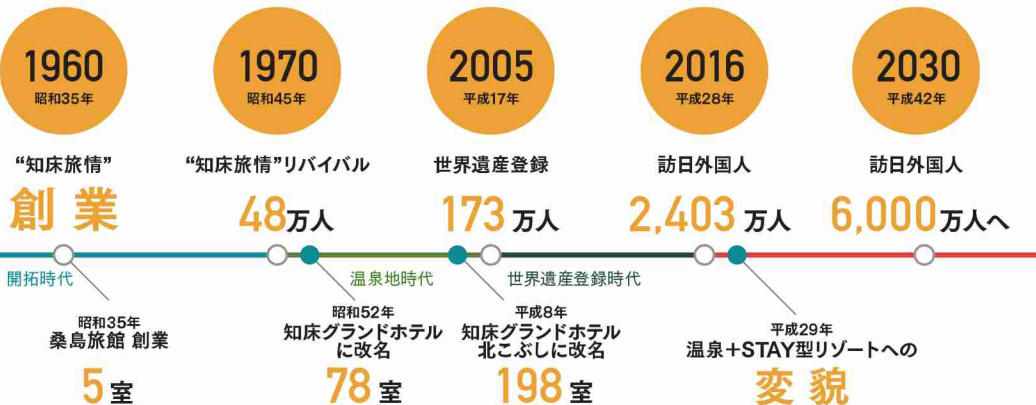 1960
昭和35年
“知床旅情”
創業
1970
昭和45年
“知床旅情”リバイバル
48万人
2005
平成17年
世界遺産登録
173万人
2016
平成28年
訪日外国人
2,403万人
2030
平成42年
訪日外国人
6,000万人へ
開拓時代
温泉地時代
世界遺産登録時代
昭和35年
桑島旅館 創業
5室
昭和52年
知床グランドホテル
に改名
78室
平成8年
知床グランドホテル
北こぶしに改名
198室
平成29年
温泉+STAY型リゾートへの
変貌